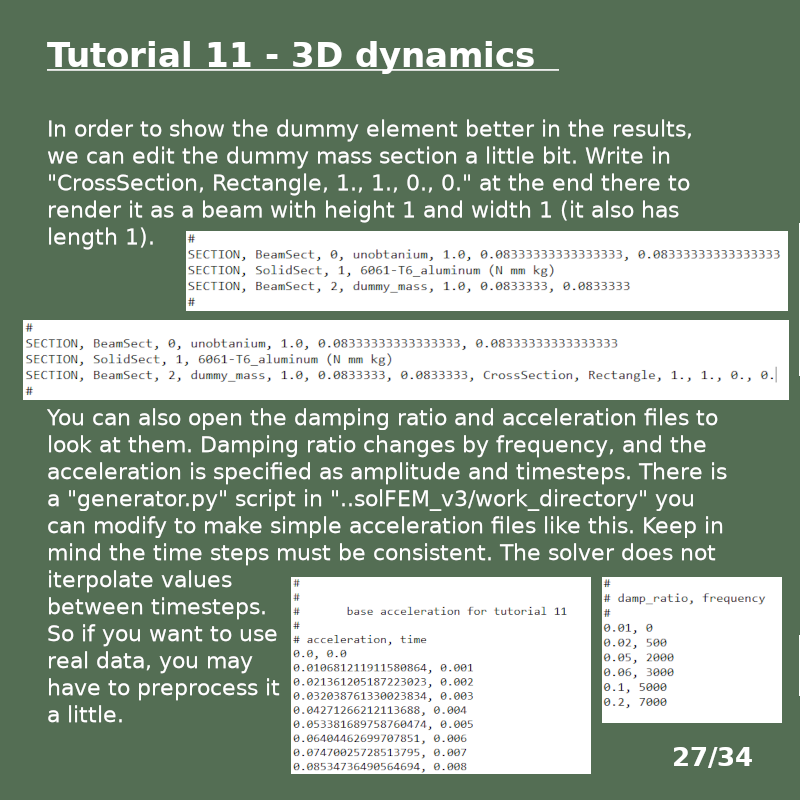 Tutorial 11 - 3D dynamics
In order to show the dummy element better in the results,
we can edit the dummy mass section a little bit. Write in
"CrossSection, Rectangle, 1., 1., 0., 0." at the end there to
render it as a beam with height 1 and width 1 (it also has
length 1).
#
SECTION, BeamSect, 0, unobtanium, 1.0, 0.08333333333333333, 0.08333333333333333
SECTION, SolidSect, 1, 6061-T6_aluminum (N mm kg)
SECTION, BeamSect, 2, dummy_mass, 1.0, 0.0833333, 0.0833333
#
#
SECTION, BeamSect, 0, unobtanium, 1.0, 0.08333333333333333, 0.08333333333333333
SECTION, SolidSect, 1, 6061-T6_aluminum (N mm kg)
SECTION, BeamSect, 2, dummy_mass, 1.0, 0.0833333, 0.0833333, CrossSection, Rectangle, 1., 1., 0., 0.
#
You can also open the damping ratio and acceleration files to
look at them. Damping ratio changes by frequency, and the
acceleration is specified as amplitude and timesteps. There is
a "generator.py" script in "..solFEM_v3/work_directory" you
can modify to make simple acceleration files like this. Keep in
mind the time steps must be consistent. The solver does not
iterpolate values
between timesteps.
So if you want to use
real data, you may
have to preprocess it
a little.
#
#
# base acceleration for tutorial 11
#
# acceleration, time
0.0, 0.0
0.010681211911580864, 0.001
0.021361205187223023, 0.002
0.032038761330023834, 0.003
0.04271266212113688, 0.004
0.053381689758760474, 0.005
0.06404462699707851, 0.006
0.07470025728513795, 0.007
0.08534736490564694, 0.008
#
# damp_ratio, frequency
#
0.01, 0
0.02, 500
0.05, 2000
0.06, 3000
0.1, 5000
0.2, 7000
27/34